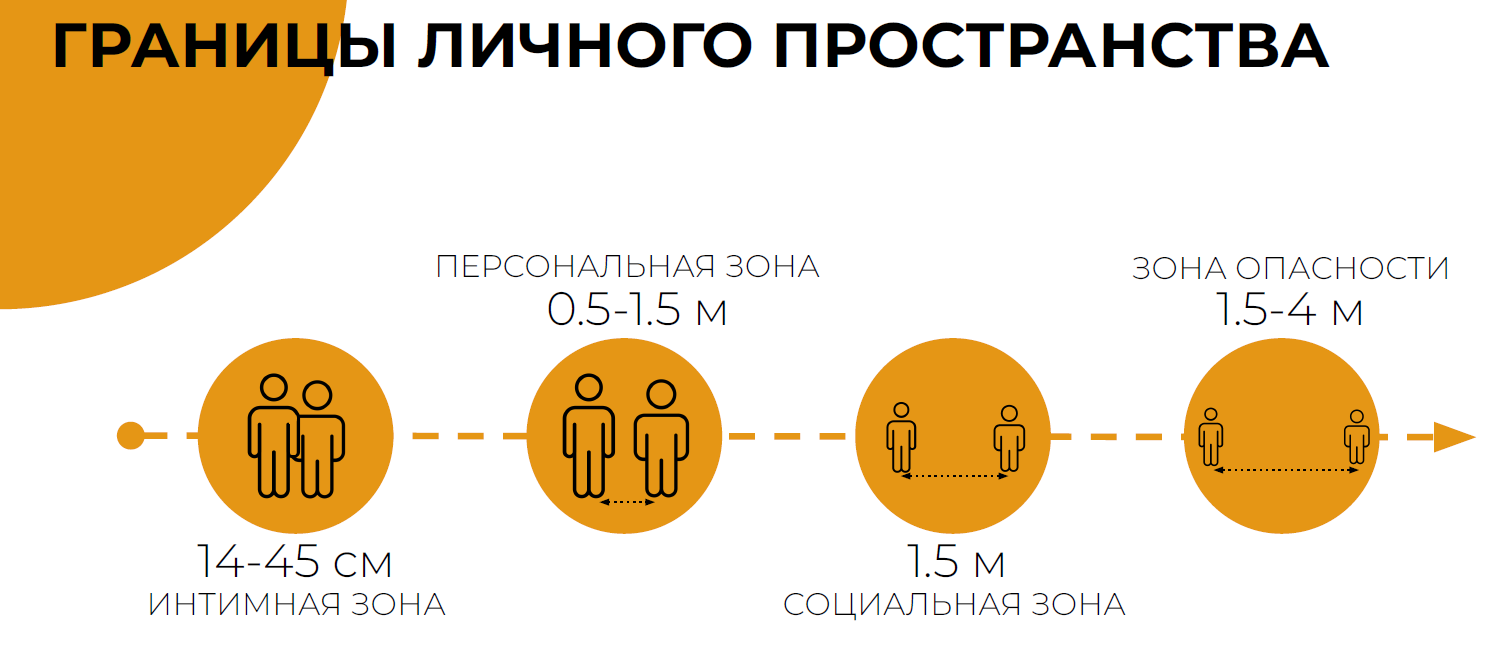 ГРАНИЦЫ ЛИЧНОГО ПРОСТРАНСТВА
14-45 см
ИНТИМНАЯ ЗОНА
ПЕРСОНАЛЬНАЯ ЗОНА
0.5-1.5 м
1.5 м
СОЦИАЛЬНАЯ ЗОНА
ЗОНА ОПАСНОСТИ
1.5-4 м